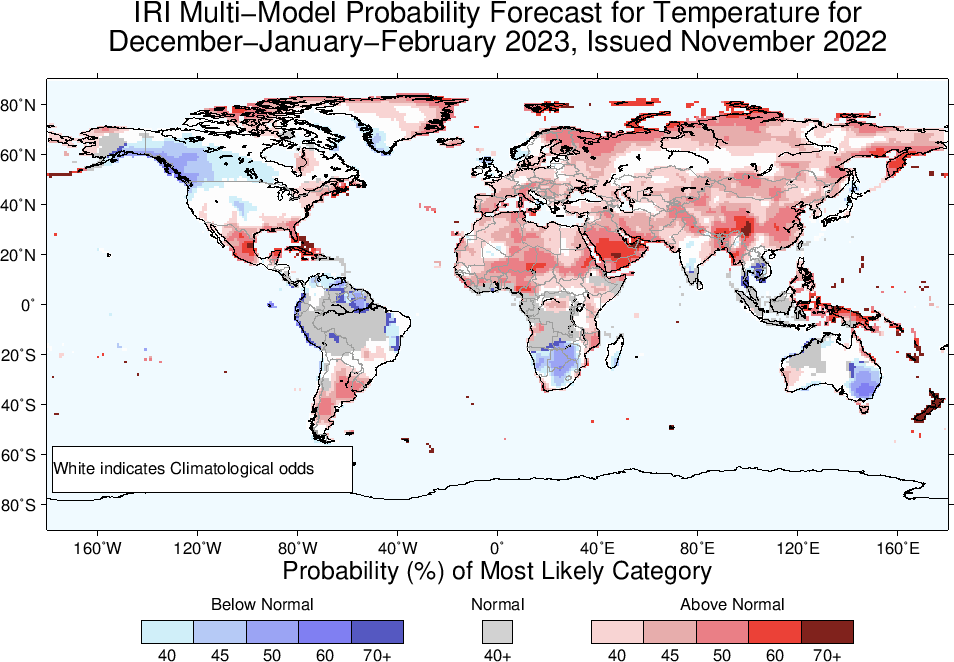 IRI Multi−Model Probability Forecast for Temperature for
December−January−February 2023, Issued November 2022
80˚N
60˚N
40˚N
20˚N
0˚
20˚S
40˚S
60˚S
80˚S
White indicates Climatological odds
160˚W 120˚W 80˚W 40˚W 0˚ 40˚E 80˚E 120˚E 160˚E
Probability (%) of Most Likely Category
Below Normal Normal Above Normal
40 45 50 60 70+ 40+ 40 45 50 60 70+